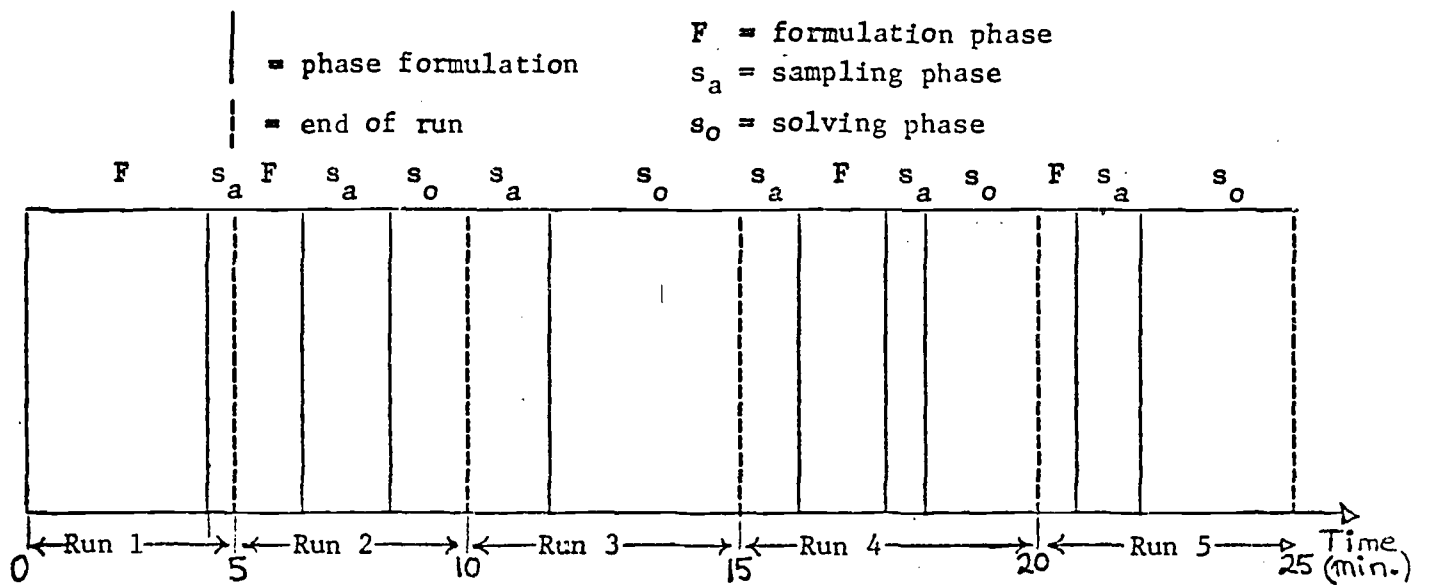 = phase formulation
= end of run
F = formulation phase
sa = sampling phase
so = solving phase
F sa F sa so sa so sa F sa so F sa so
Run 1 Run 2 Run 3 Run 4 Run 5 Time
0 5 10 15 20 25 (min.)